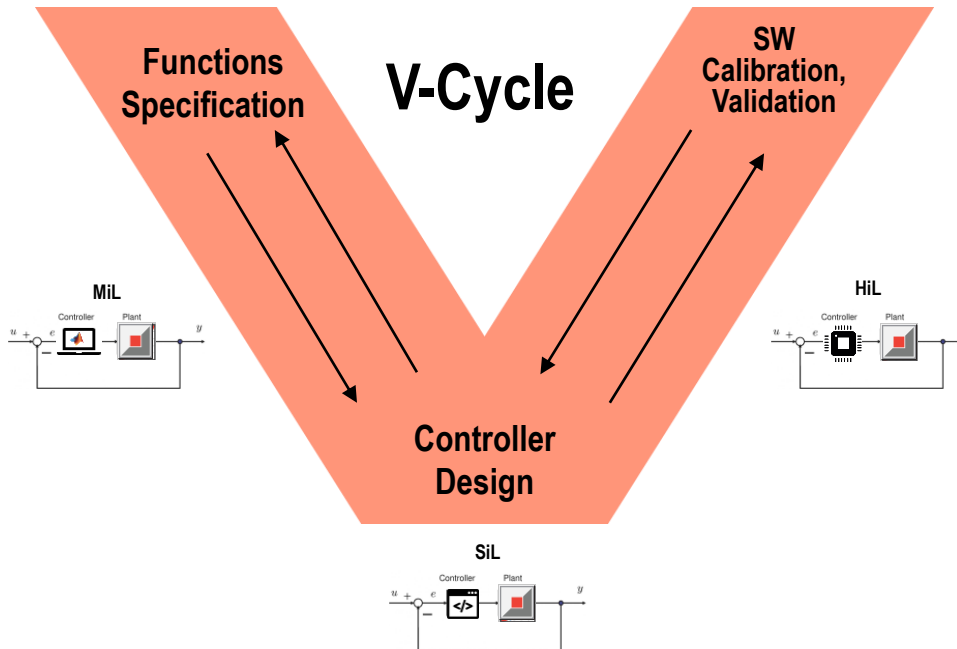 V-Cycle
Functions
Specification
SW
Calibration,
Validation
Controller
Design
MiL
Controller
Plant
u
+
e
−
y
HiL
Controller
Plant
u
+
e
−
y
SiL
Controller
Plant
u
+
e
</>
−
y